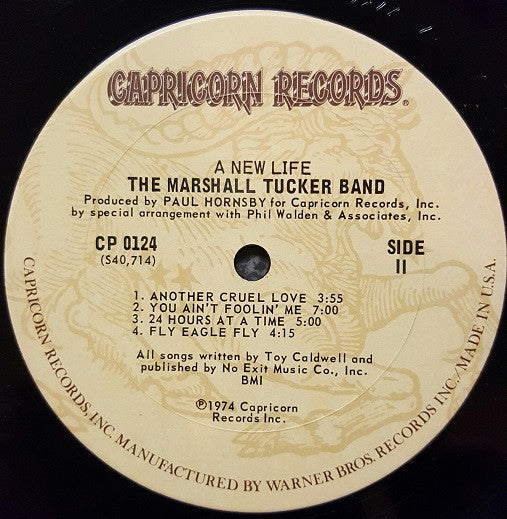 CAPRICORN RECORDS®
A NEW LIFE
THE MARSHALL TUCKER BAND
Produced by PAUL HORNSBY for Capricorn Records, Inc.
by special arrangement with Phil Walden & Associates, Inc.
CP 0124
(S40,714)
SIDE
II
1. ANOTHER CRUEL LOVE 3:55
2. YOU AIN'T FOOLIN' ME 7:00
3. 24 HOURS AT A TIME 5:00
4. FLY EAGLE FLY 4:15
All songs written by Toy Caldwell and
published by No Exit Music Co., Inc.
BMI
Ⓟ1974 Capricorn
Records Inc.
CAPRICORN RECORDS, INC. MANUFACTURED BY WARNER BROS. RECORDS INC. / MADE IN U.S.A.